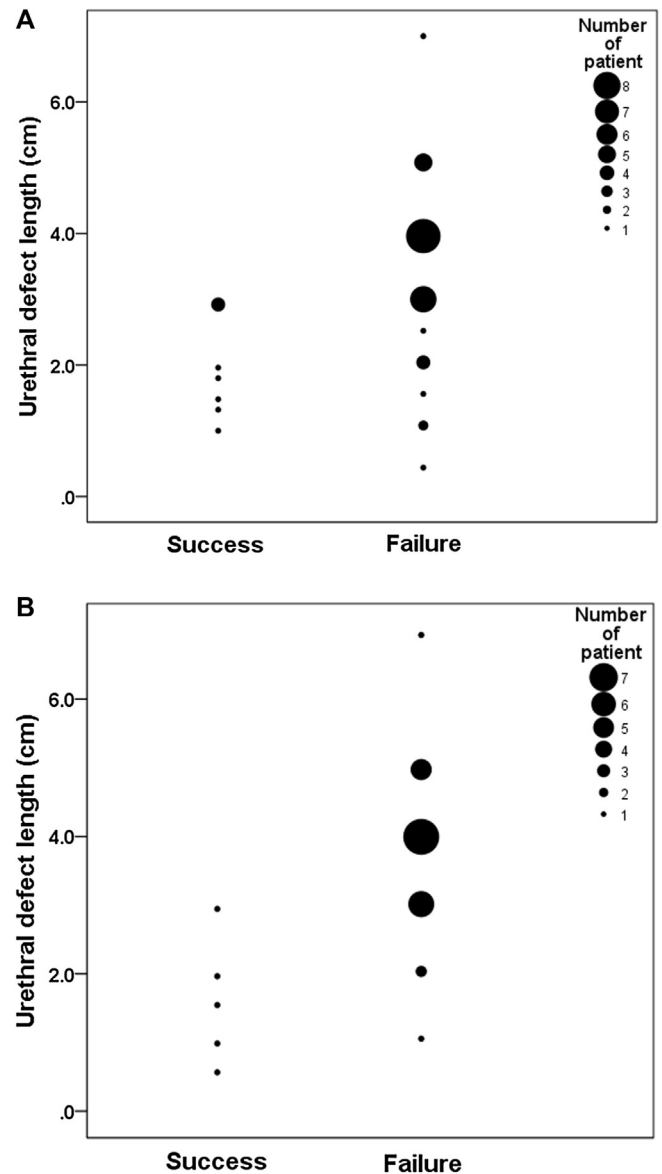 A
Number
of
patient
8
7
6
5
4
3
2
1
6.0
4.0
2.0
.0
Urethral defect length (cm)
Success Failure
B
Number
of
patient
7
6
5
4
3
2
1
6.0
4.0
2.0
.0
Urethral defect length (cm)
Success Failure